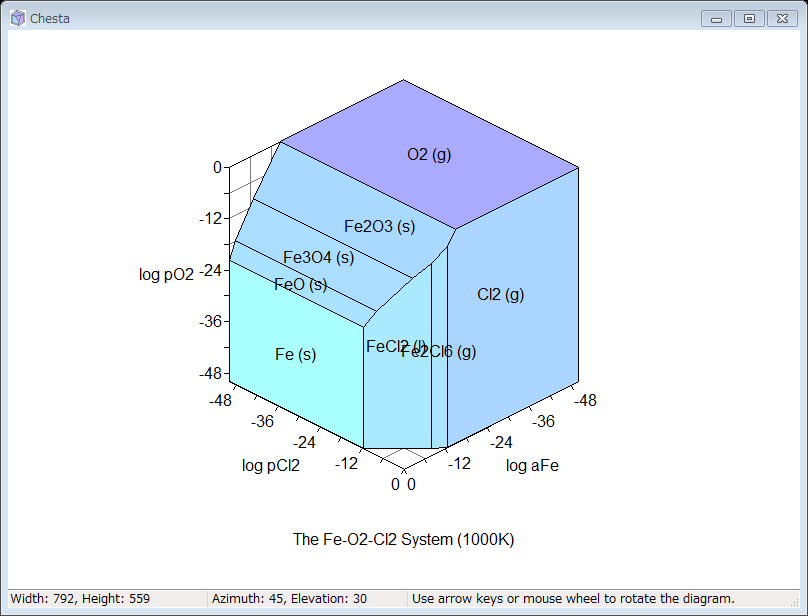 Chesta
O2 (g)
0
Fe2O3 (s)
-12
Fe3O4 (s)
log pO2
-24
FeO (s)
Cl2 (g)
-36
Fe (s)
FeCl2 (l)
Fe2Cl6 (g)
-48
-48
-36
-24
-12
0
log pCl2
0
-12
-24
-36
-48
log aFe
The Fe-O2-Cl2 System (1000K)
Width: 792, Height: 559
Azimuth: 45, Elevation: 30
Use arrow keys or mouse wheel to rotate the diagram.